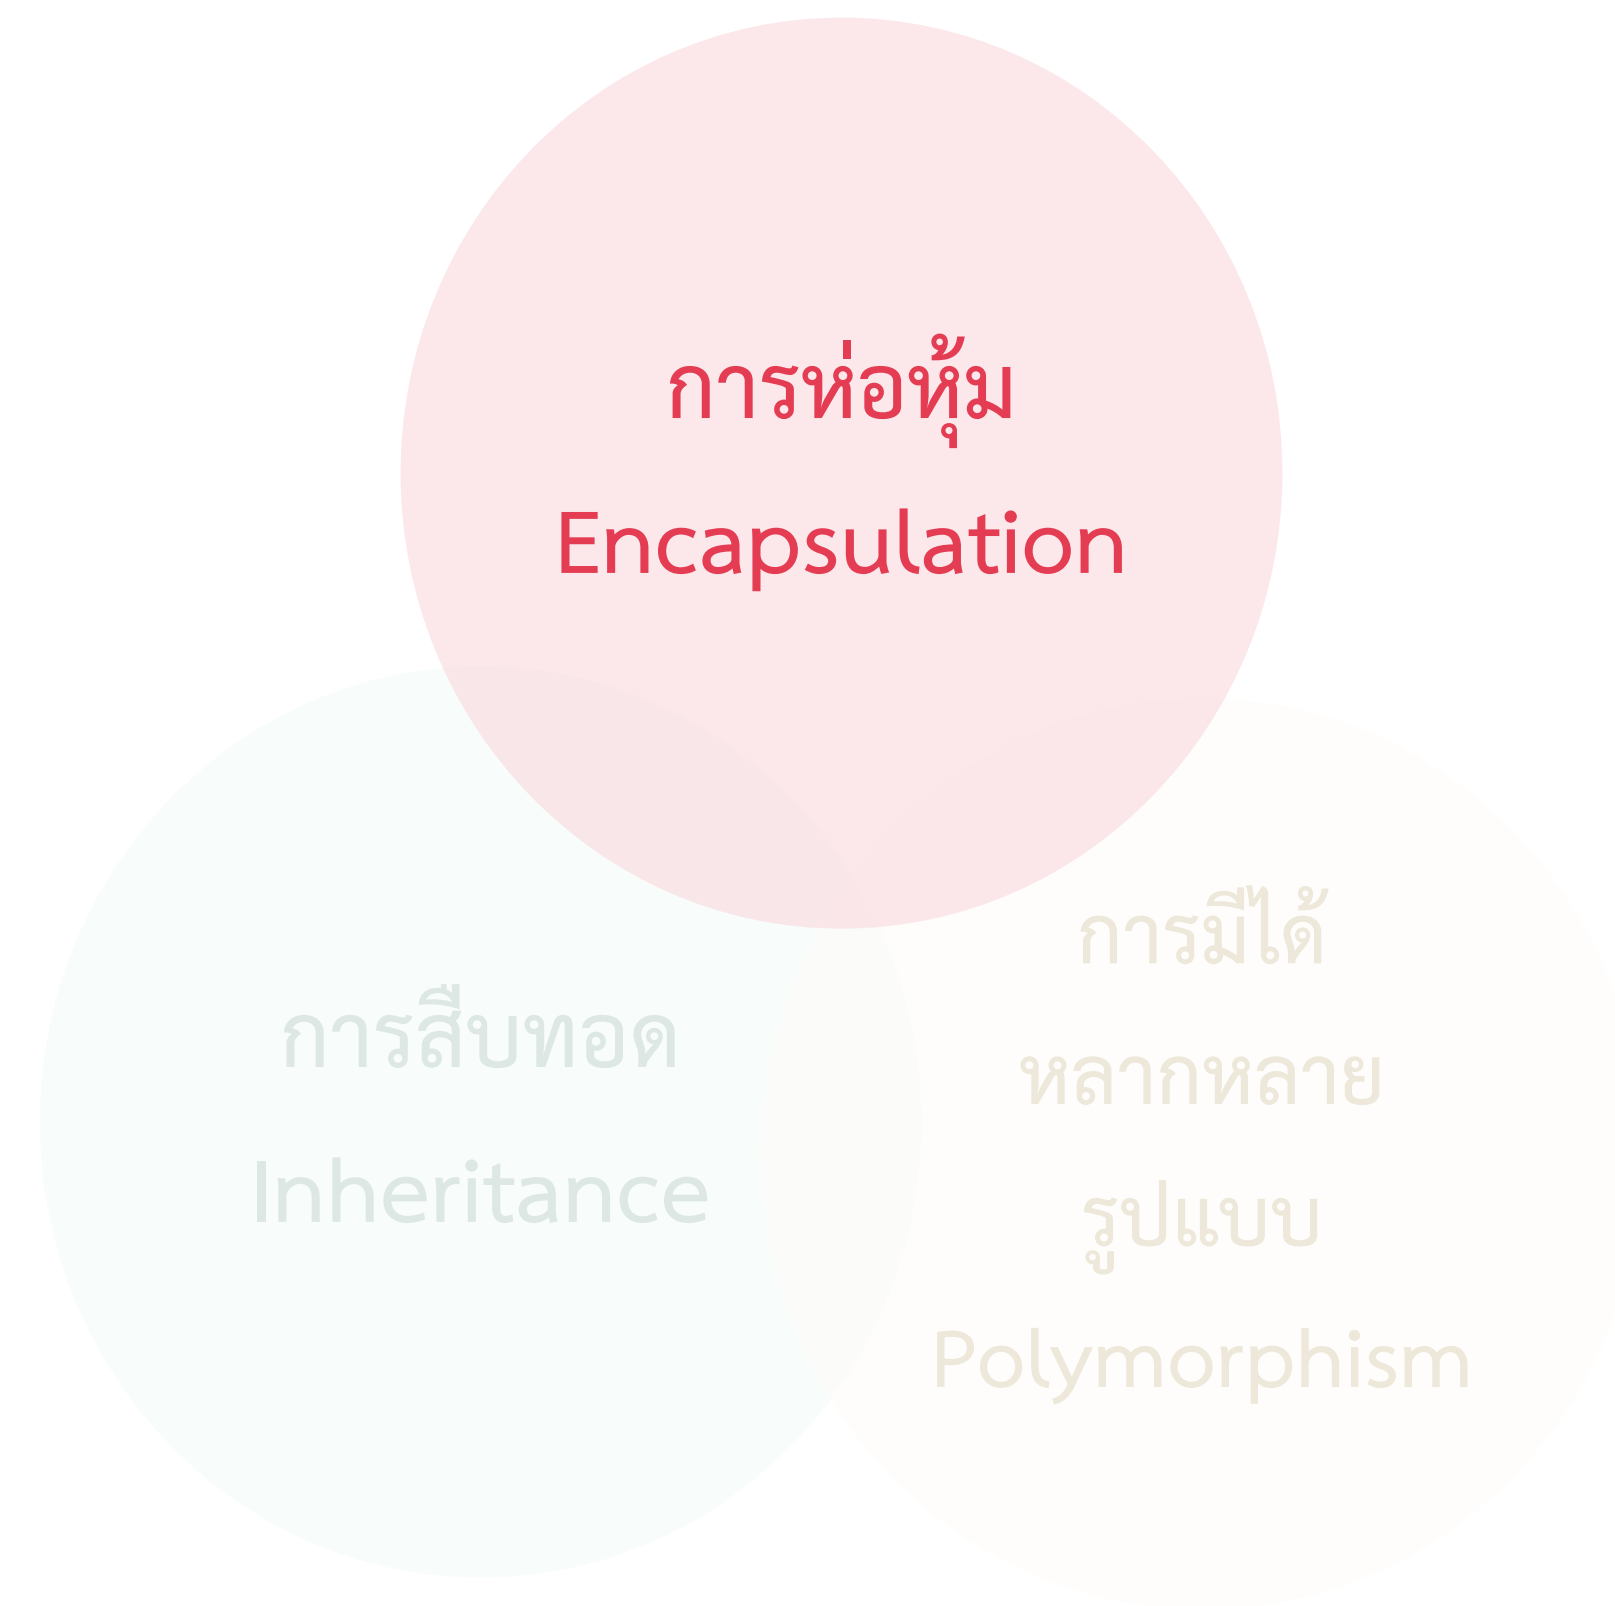 การห่อหุ้ม
Encapsulation
การสืบทอด
Inheritance
การมีได้
หลากหลาย
รูปแบบ
Polymorphism